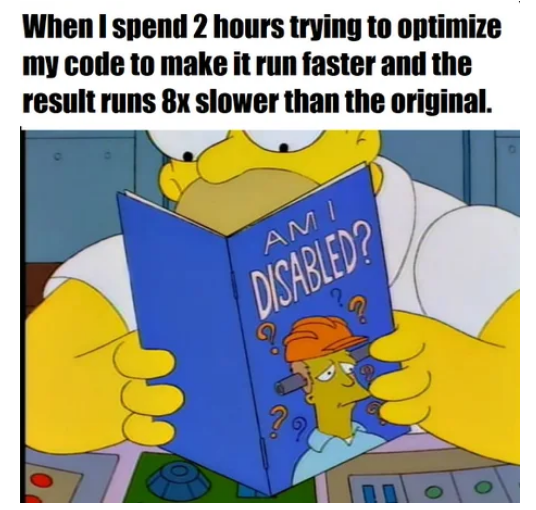 When I spend 2 hours trying to optimize
my code to make it run faster and the
result runs 8x slower than the original.
AM I
DISABLED?
? ?
?
?
? ?
?